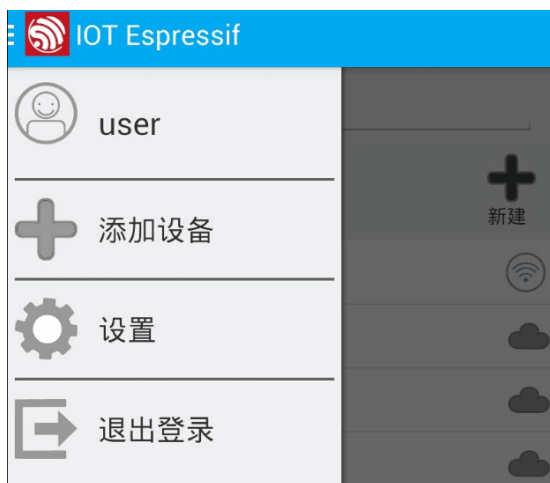 IOT Espressif
user
添加设备
新建
设置
退出登录